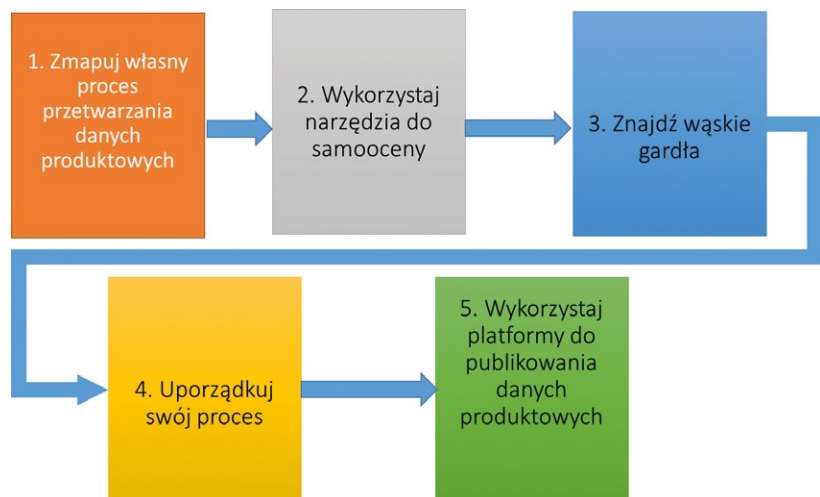 1. Zmapuj własny
proces
przetwarzania
danych
produktowych
2. Wykorzystaj
narzędzia do
samooceny
3. Znajdź wąskie
gardła
4. Uporządkuj
swój proces
5. Wykorzystaj
platformy do
publikowania
danych
produktowych